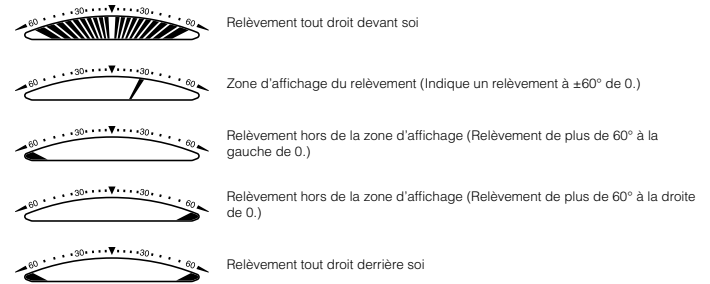 60 30 30 60
Relèvement tout droit devant soi
60 30 30 60
Zone d'affichage du relèvement (Indique un relèvement à ±60° de 0.)
60 30 30 60
Relèvement hors de la zone d'affichage (Relèvement de plus de 60° à la
gauche de 0.)
60 30 30 60
Relèvement hors de la zone d'affichage (Relèvement de plus de 60° à la droite
de 0.)
60 30 30 60
Relèvement tout droit derrière soi